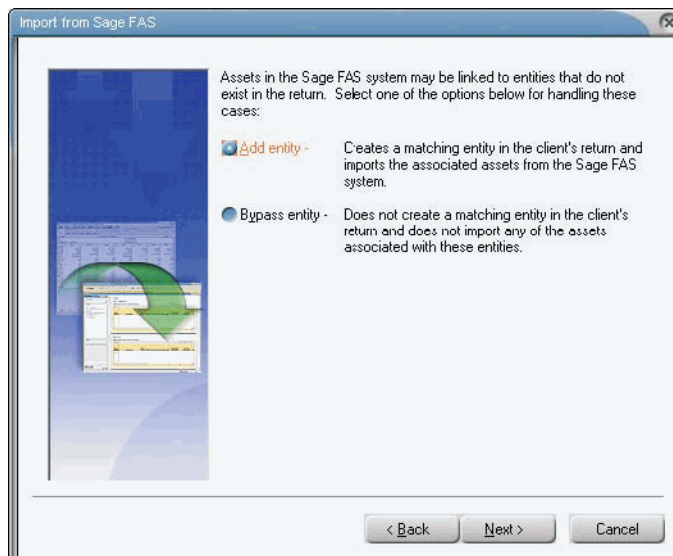 Import from Sage FAS
Assets in the Sage FAS system may be linked to entities that do not
exist in the return. Select one of the options below for handling these
cases:
Add entity - Creates a matching entity in the client's return and
imports the associated assets from the Sage FAS
system.
Bypass entity - Does not create a matching entity in the client's
return and does not import any of the assets
associated with these entities.
< Back Next > Cancel